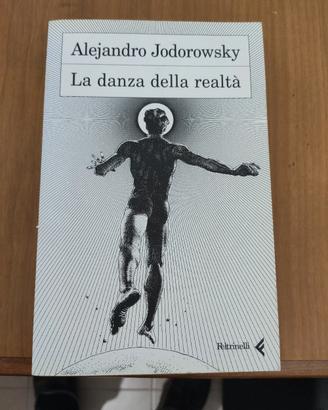 Alejandro Jodorowsky
La danza della realtà
Feltrinelli